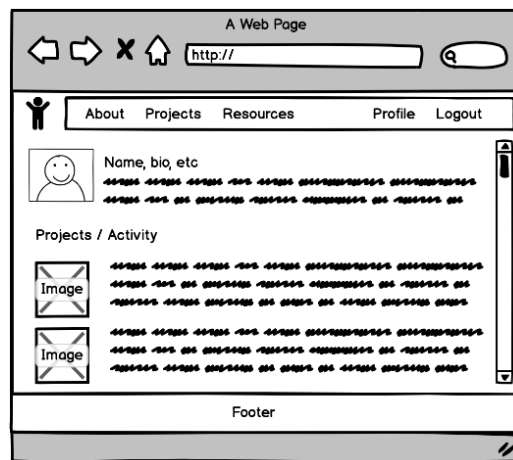 A Web Page
http://
About Projects Resources Profile Logout
Name, bio, etc
Projects / Activity
Image
Image
Footer